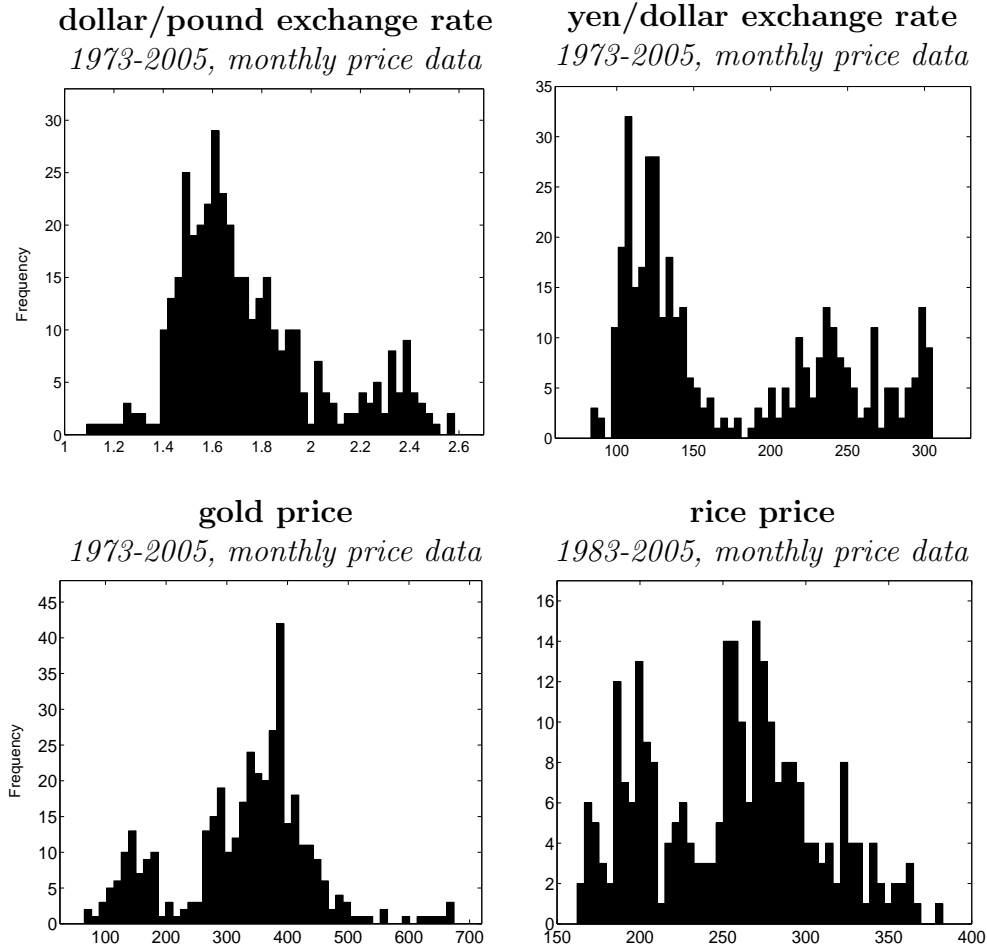 dollar/pound exchange rate
1973-2005, monthly price data
30
25
20
15
10
5
0
Frequency
1 1.2 1.4 1.6 1.8 2 2.2 2.4 2.6
yen/dollar exchange rate
1973-2005, monthly price data
35
30
25
20
15
10
5
0
100 150 200 250 300
gold price
1973-2005, monthly price data
45
40
35
30
25
20
15
10
5
0
Frequency
100 200 300 400 500 600 700
rice price
1983-2005, monthly price data
16
14
12
10
8
6
4
2
0
150 200 250 300 350 400